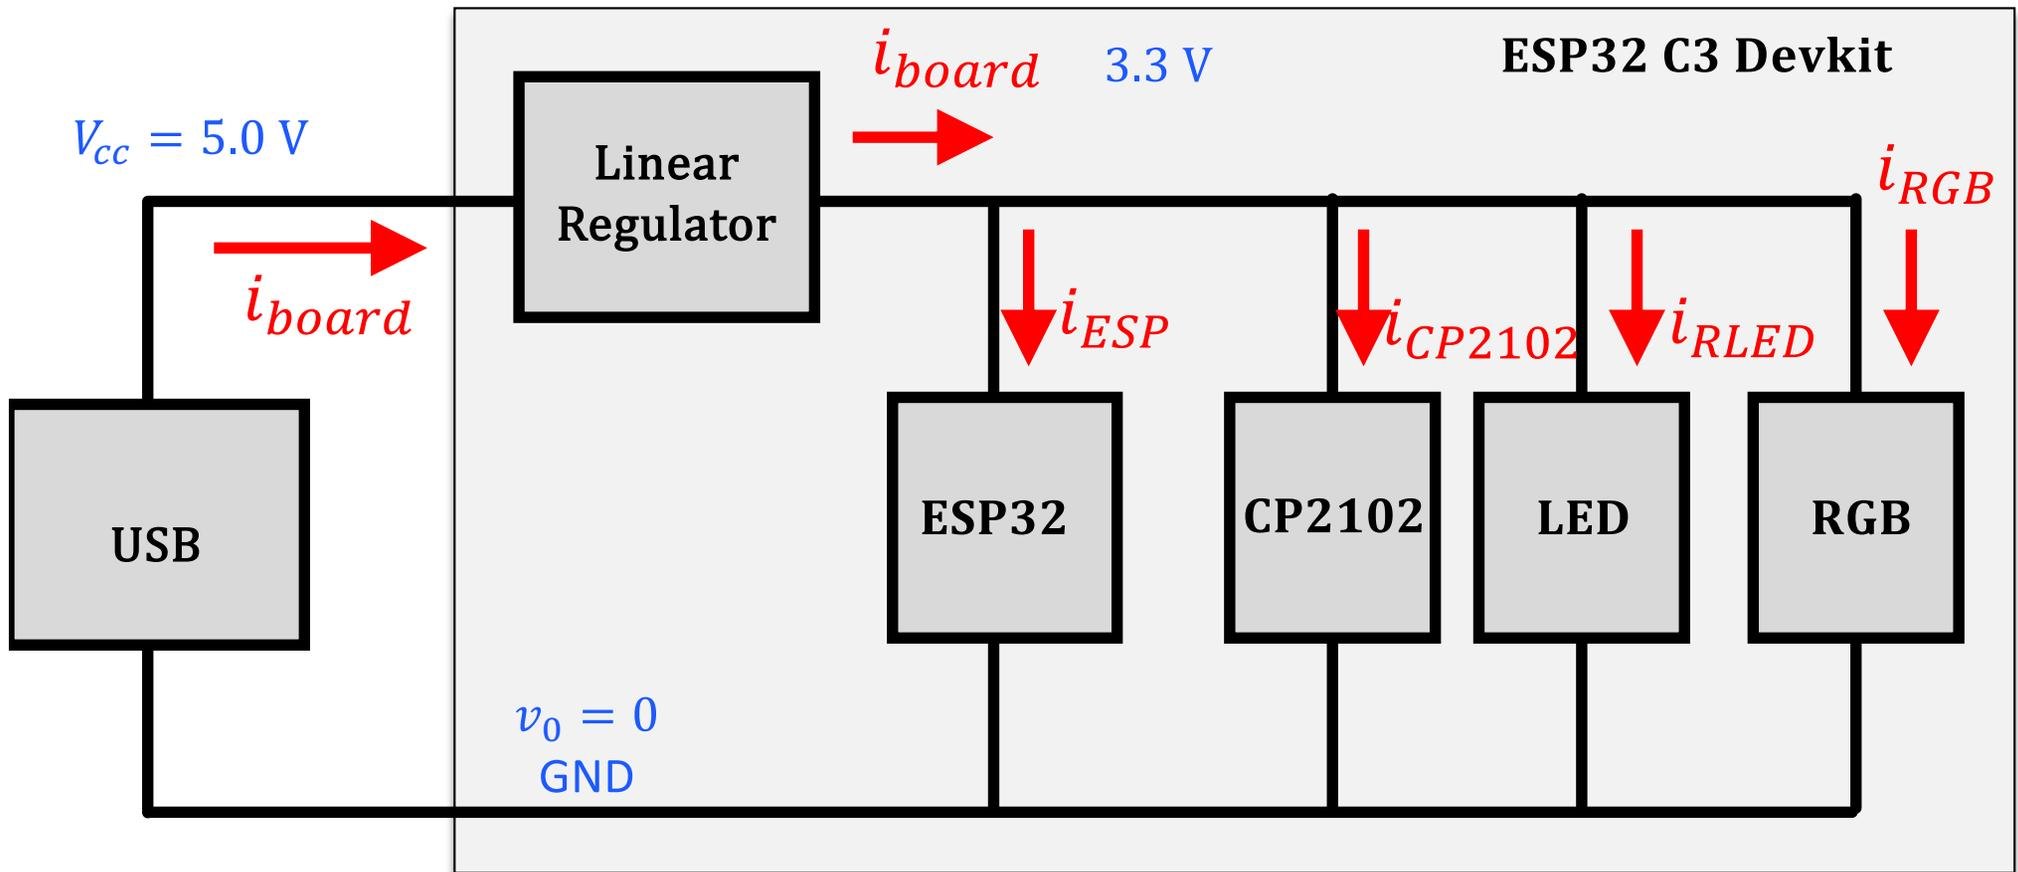 ESP32 C3 Devkit
i_board
3.3 V
V_cc = 5.0 V
Linear
Regulator
i_RGB
i_board
i_ESP
i_CP2102
i_RLED
USB
ESP32
CP2102
LED
RGB
v_0 = 0
GND